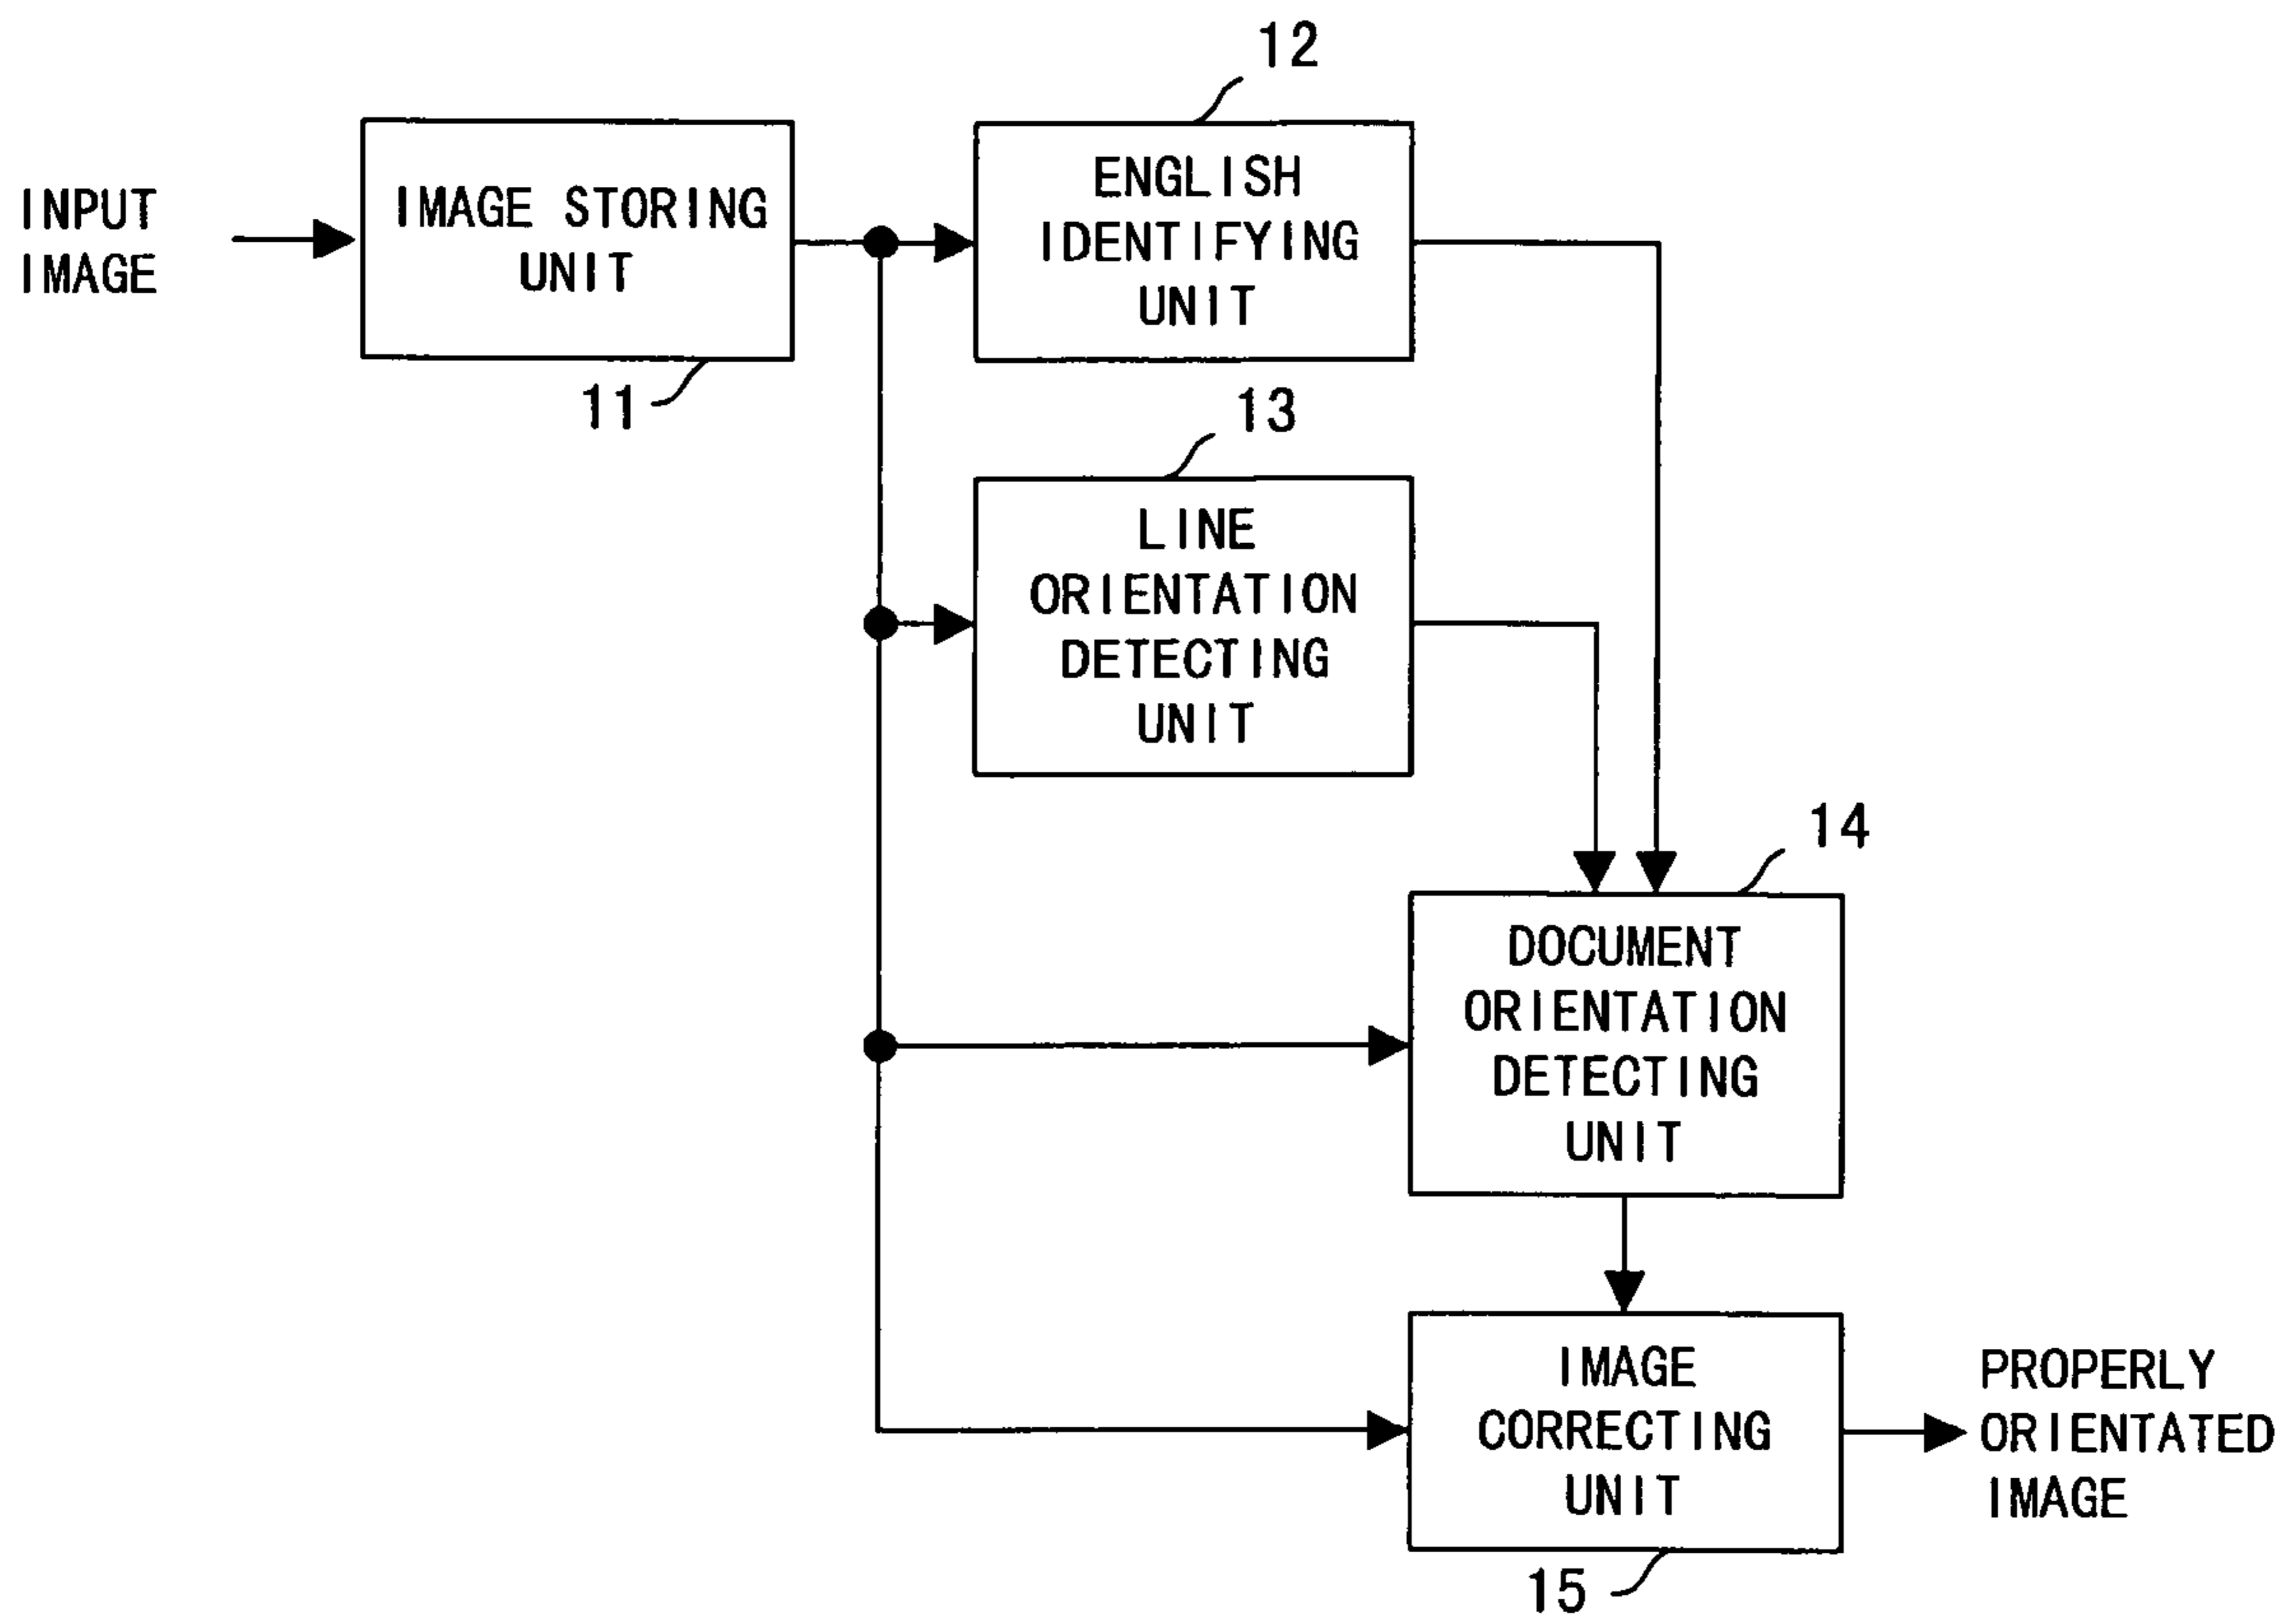 INPUT
IMAGE
IMAGE STORING
UNIT
11
12
ENGLISH
IDENTIFYING
UNIT
13
LINE
ORIENTATION
DETECTING
UNIT
14
DOCUMENT
ORIENTATION
DETECTING
UNIT
IMAGE
CORRECTING
UNIT
15
PROPERLY
ORIENTATED
IMAGE